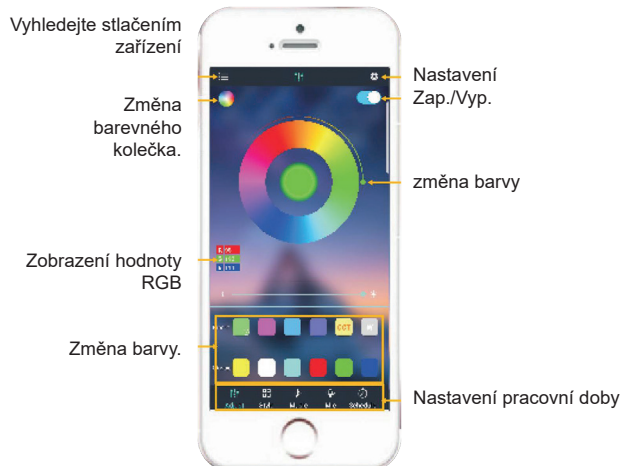 Vyhledejte stlačením
zařízení
Nastavení
Zap./Vyp.
Změna
barevného
kolečka.
změna barvy
Zobrazení hodnoty
RGB
Změna barvy.
CCT
Nastavení pracovní doby